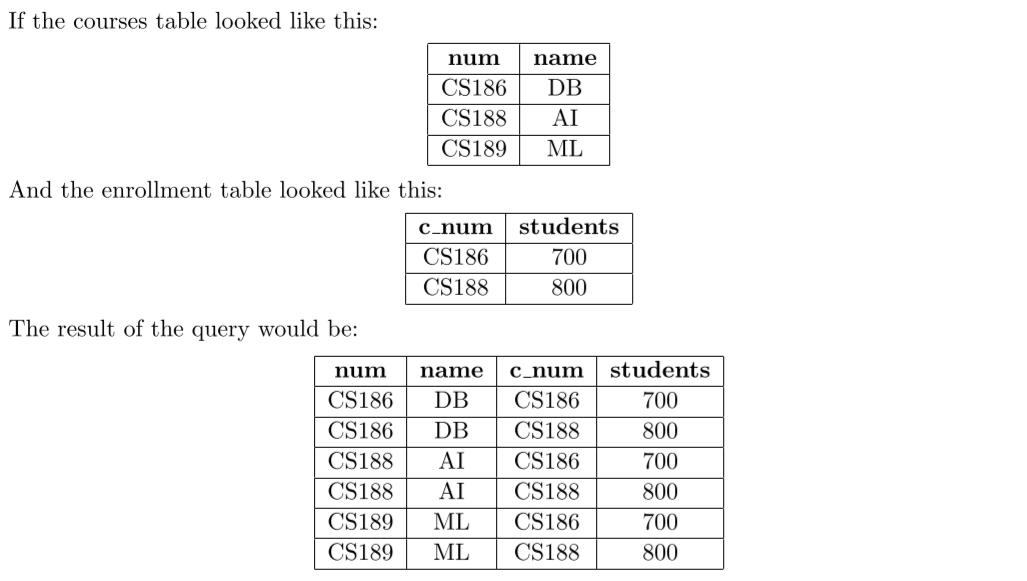 If the courses table looked like this:
num name
CS186 DB
CS188 AI
CS189 ML
And the enrollment table looked like this:
c_num students
CS186 700
CS188 800
The result of the query would be:
num name c_num students
CS186 DB CS186 700
CS186 DB CS188 800
CS188 AI CS186 700
CS188 AI CS188 800
CS189 ML CS186 700
CS189 ML CS188 800